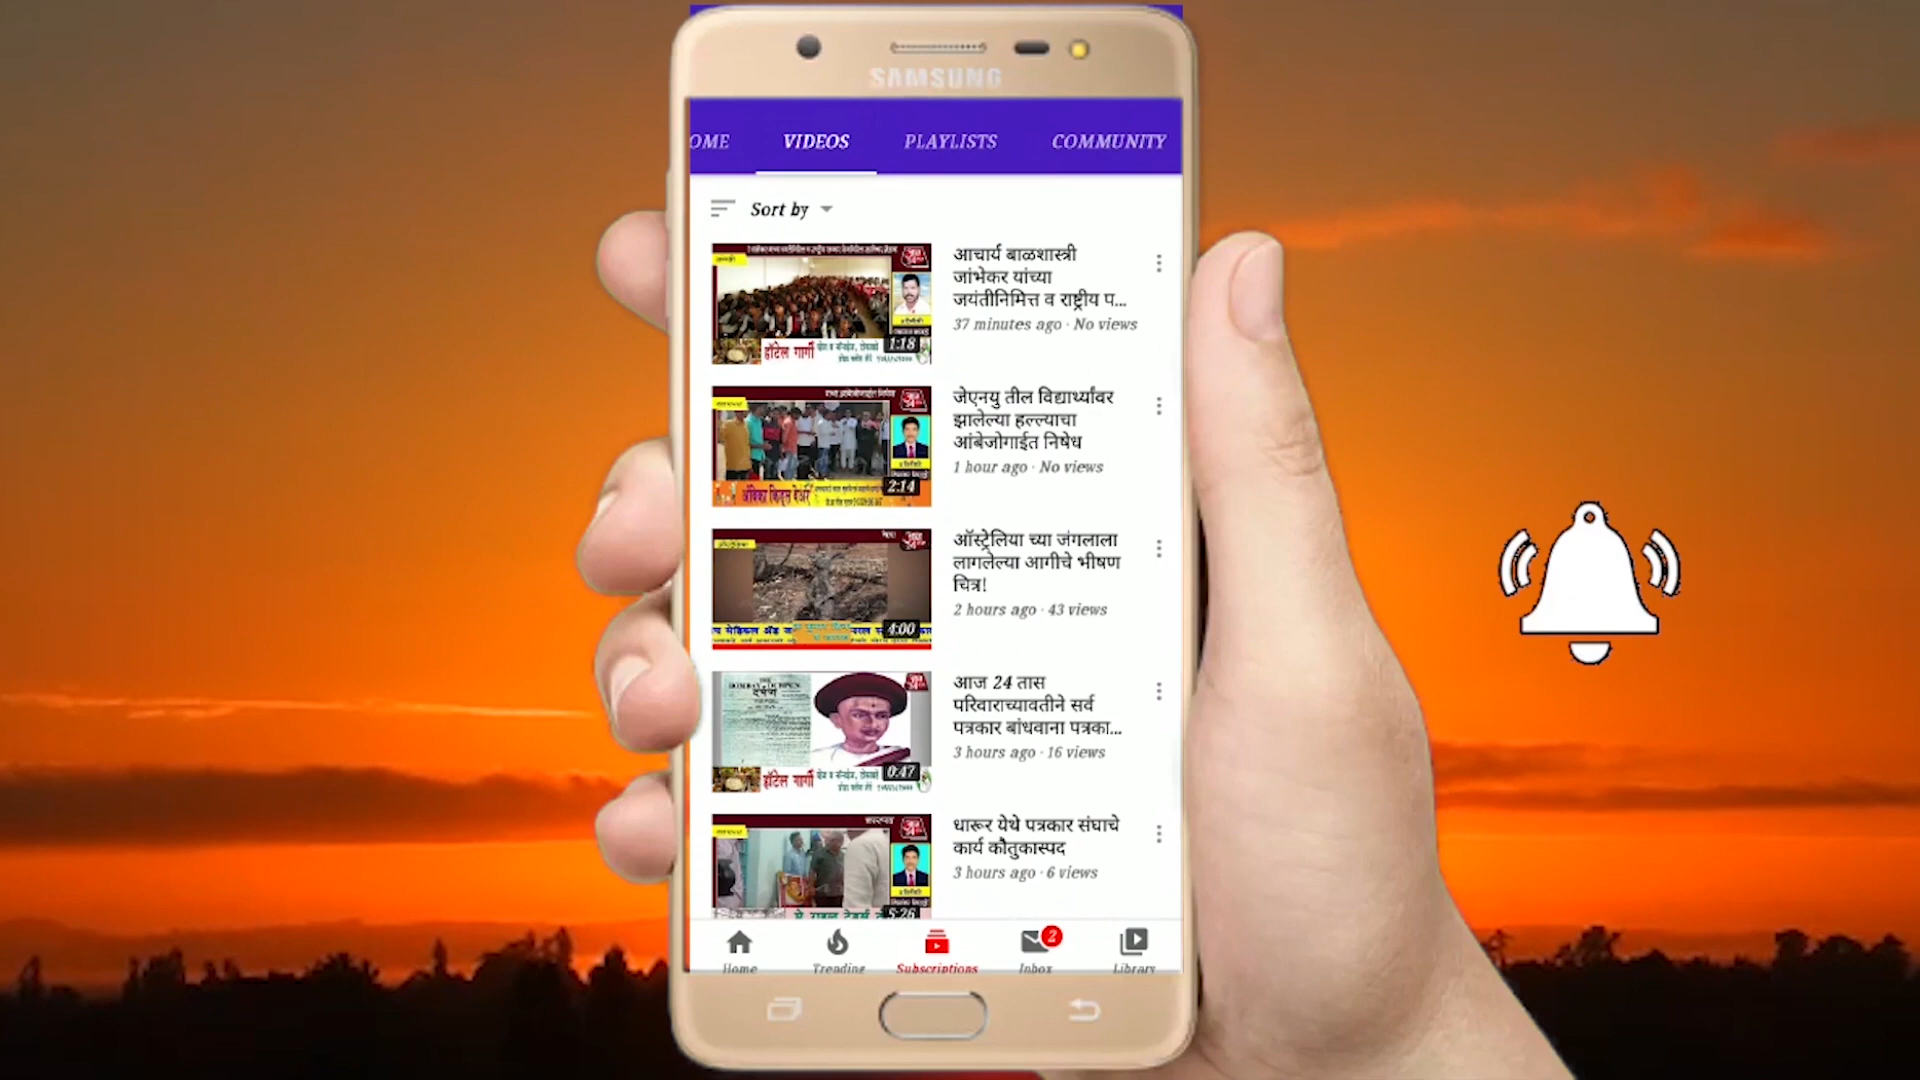 SAMSUNG
OME VIDEOS PLAYLISTS COMMUNITY
Sort by
आचार्य बाळशास्त्री
जांभेकर यांच्या
जयंतीनिमित्त व राष्ट्रीय प...
37 minutes ago · No views
हॉटेल गार्गी
1:18
जेएनयु तील विद्यार्थ्यांवर
झालेल्या हल्ल्याचा
आंबेजोगाईत निषेध
1 hour ago · No views
2:14
ऑस्ट्रेलिया च्या जंगलाला
लागलेल्या आगीचे भीषण
चित्र!
2 hours ago · 43 views
4:00
आज 24 तास
परिवाराच्यावतीने सर्व
पत्रकार बांधवाना पत्रका...
3 hours ago · 16 views
हॉटेल गार्गी
0:47
धारूर येथे पत्रकार संघाचे
कार्य कौतुकास्पद
3 hours ago · 6 views
5:26
2
Home Trending Subscriptions Inbox Library